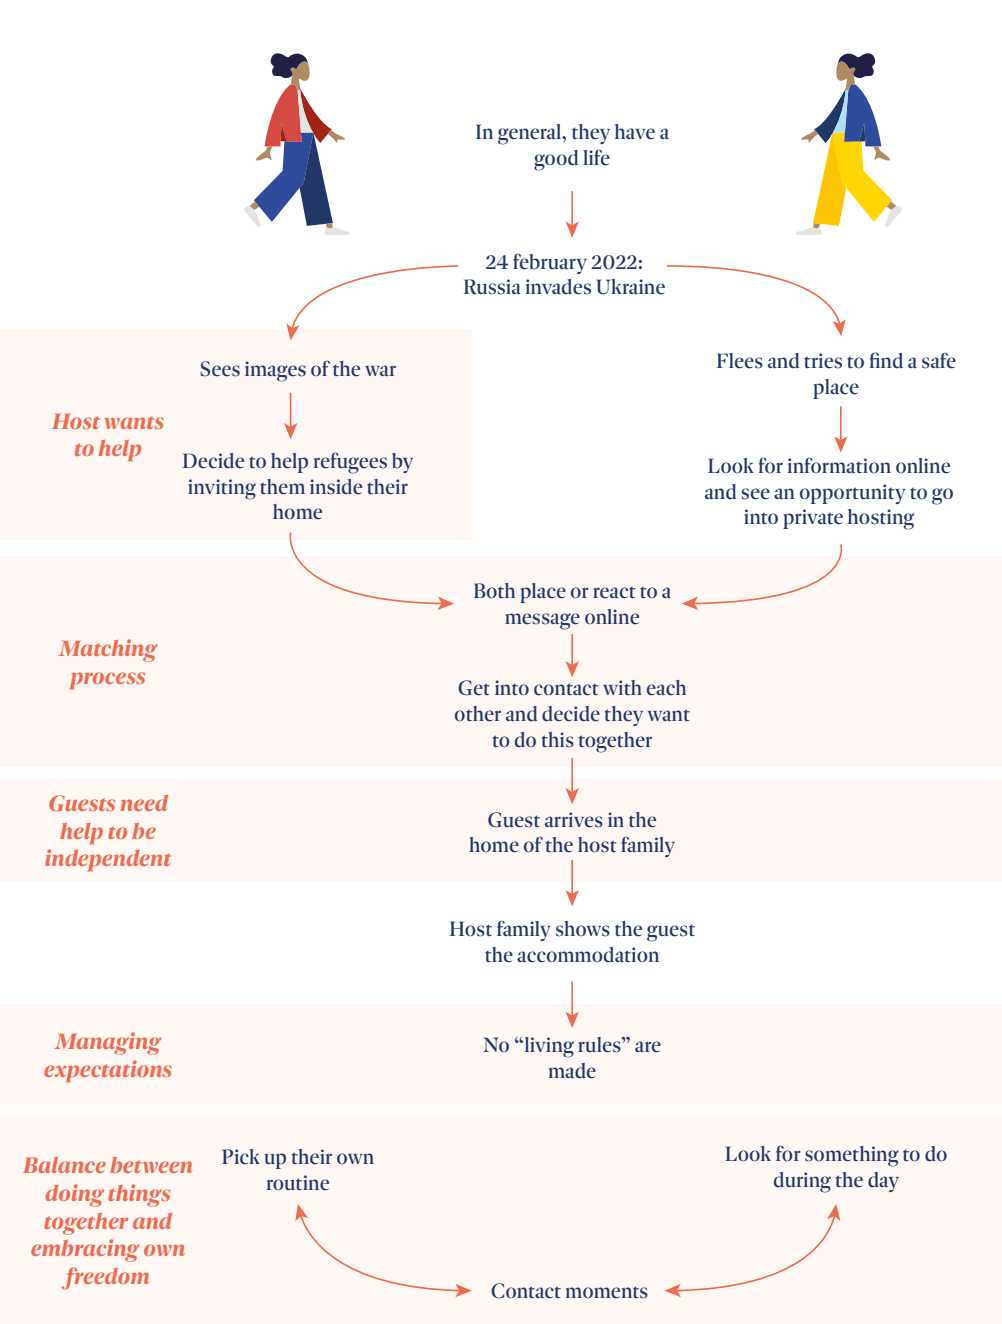 In general, they have a
good life
24 february 2022:
Russia invades Ukraine
Host wants
to help
Sees images of the war
Decide to help refugees by
inviting them inside their
home
Flees and tries to find a safe
place
Look for information online
and see an opportunity to go
into private hosting
Matching
process
Both place or react to a
message online
Get into contact with each
other and decide they want
to do this together
Guests need
help to be
independent
Guest arrives in the
home of the host family
Host family shows the guest
the accommodation
Managing
expectations
No “living rules” are
made
Balance between
doing things
together and
embracing own
freedom
Pick up their own
routine
Look for something to do
during the day
Contact moments